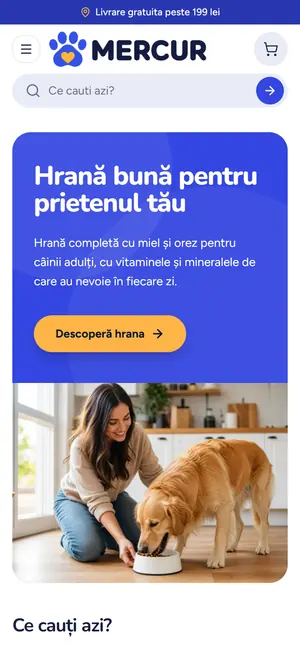 Livrare gratuita peste 199 lei
MERCUR
Ce cauti azi?
Hrană bună pentru
prietenul tău
Hrană completă cu miel și orez pentru
câinii adulți, cu vitaminele și mineralele de
care au nevoie în fiecare zi.
Descoperă hrana
Ce cauți azi?